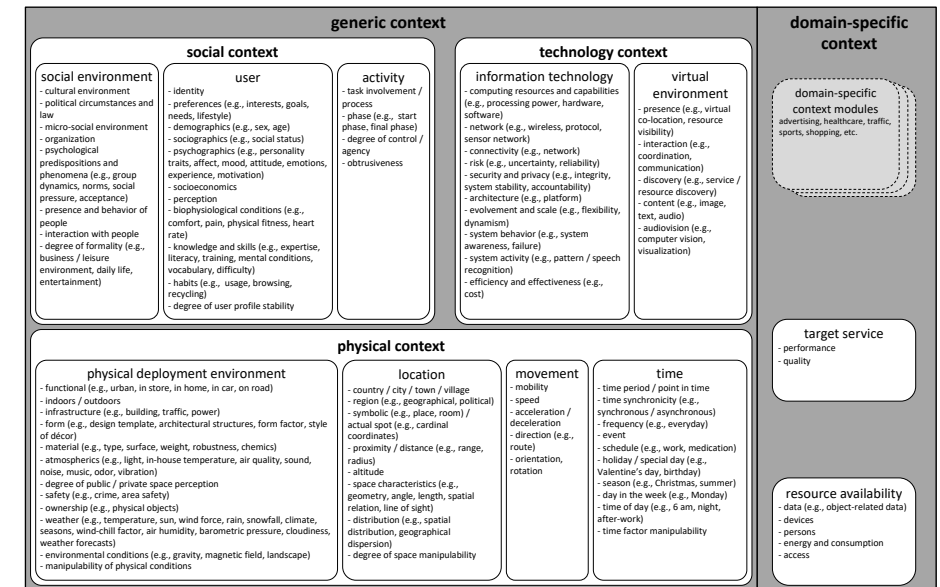 generic context
social context
social environment
- cultural environment
- political circumstances and
law
- micro-social environment
- organization
- psychological
predispositions and
phenomena (e.g., group
dynamics, norms, social
pressure, acceptance)
- presence and behavior of
people
- interaction with people
- degree of formality (e.g.,
business / leisure
environment, daily life,
entertainment)
user
- identity
- preferences (e.g., interests, goals,
needs, lifestyle)
- demographics (e.g., sex, age)
- sociographics (e.g., social status)
- psychographics (e.g., personality
traits, affect, mood, attitude, emotions,
experience, motivation)
- socioeconomics
- perception
- biophysiological conditions (e.g.,
comfort, pain, physical fitness, heart
rate)
- knowledge and skills (e.g., expertise,
literacy, training, mental conditions,
vocabulary, difficulty)
- habits (e.g., usage, browsing,
recycling)
- degree of user profile stability
activity
- task involvement /
process
- phase (e.g., start
phase, final phase)
- degree of control /
agency
- obtrusiveness
technology context
information technology
- computing resources and capabilities
(e.g., processing power, hardware,
software)
- network (e.g., wireless, protocol,
sensor network)
- connectivity (e.g., network)
- risk (e.g., uncertainty, reliability)
- security and privacy (e.g., integrity,
system stability, accountability)
- architecture (e.g., platform)
- evolvement and scale (e.g., flexibility,
dynamism)
- system behavior (e.g., system
awareness, failure)
- system activity (e.g., pattern / speech
recognition)
- efficiency and effectiveness (e.g.,
cost)
virtual
environment
- presence (e.g., virtual
co-location, resource
visibility)
- interaction (e.g.,
coordination,
communication)
- discovery (e.g., service /
resource discovery)
- content (e.g., image,
text, audio)
- audiovision (e.g.,
computer vision,
visualization)
physical context
physical deployment environment
- functional (e.g., urban, in store, in home, in car, on road)
- indoors / outdoors
- infrastructure (e.g., building, traffic, power)
- form (e.g., design template, architectural structures, form factor, style
of décor)
- material (e.g., type, surface, weight, robustness, chemics)
- atmospherics (e.g., light, in-house temperature, air quality, sound,
noise, music, odor, vibration)
- degree of public / private space perception
- safety (e.g., crime, area safety)
- ownership (e.g., physical objects)
- weather (e.g., temperature, sun, wind force, rain, snowfall, climate,
seasons, wind-chill factor, air humidity, barometric pressure, cloudiness,
weather forecasts)
- environmental conditions (e.g., gravity, magnetic field, landscape)
- manipulability of physical conditions
location
- country / city / town / village
- region (e.g., geographical, political)
- symbolic (e.g., place, room) /
actual spot (e.g., cardinal
coordinates)
- proximity / distance (e.g., range,
radius)
- altitude
- space characteristics (e.g.,
geometry, angle, length, spatial
relation, line of sight)
- distribution (e.g., spatial
distribution, geographical
dispersion)
- degree of space manipulability
movement
- mobility
- speed
- acceleration /
deceleration
- direction (e.g.,
route)
- orientation,
rotation
time
- time period / point in time
- time synchronicity (e.g.,
synchronous / asynchronous)
- frequency (e.g., everyday)
- event
- schedule (e.g., work, medication)
- holiday / special day (e.g.,
Valentine's day, birthday)
- season (e.g., Christmas, summer)
- day in the week (e.g., Monday)
- time of day (e.g., 6 am, night,
after-work)
- time factor manipulability
domain-specific
context
domain-specific
context modules
advertising, healthcare, traffic,
sports, shopping, etc.
target service
- performance
- quality
resource availability
- data (e.g., object-related data)
- devices
- persons
- energy and consumption
- access